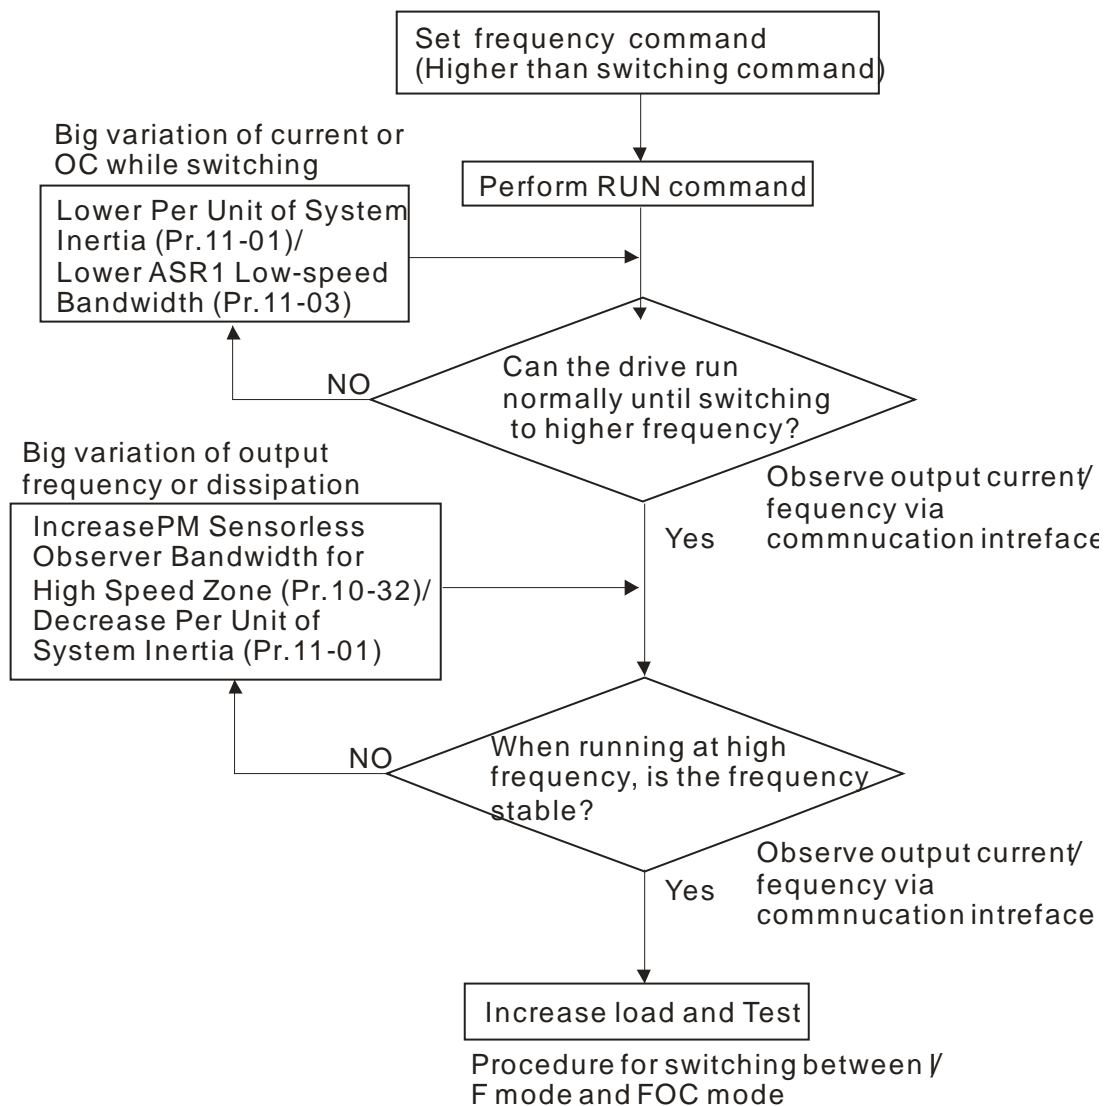 Set frequency command
(Higher than switching command)
Big variation of current or
OC while switching
Perform RUN command
Lower Per Unit of System
Inertia (Pr.11-01)/
Lower ASR1 Low-speed
Bandwidth (Pr.11-03)
Can the drive run
normally until switching
to higher frequency?
NO
Big variation of output
frequency or dissipation
Observe output current/
fequency via
commnucation intreface
Yes
IncreasePM Sensorless
Observer Bandwidth for
High Speed Zone (Pr.10-32)/
Decrease Per Unit of
System Inertia (Pr.11-01)
When running at high
frequency, is the frequency
stable?
NO
Observe output current/
fequency via
commnucation intreface
Yes
Increase load and Test
Procedure for switching between I/
F mode and FOC mode